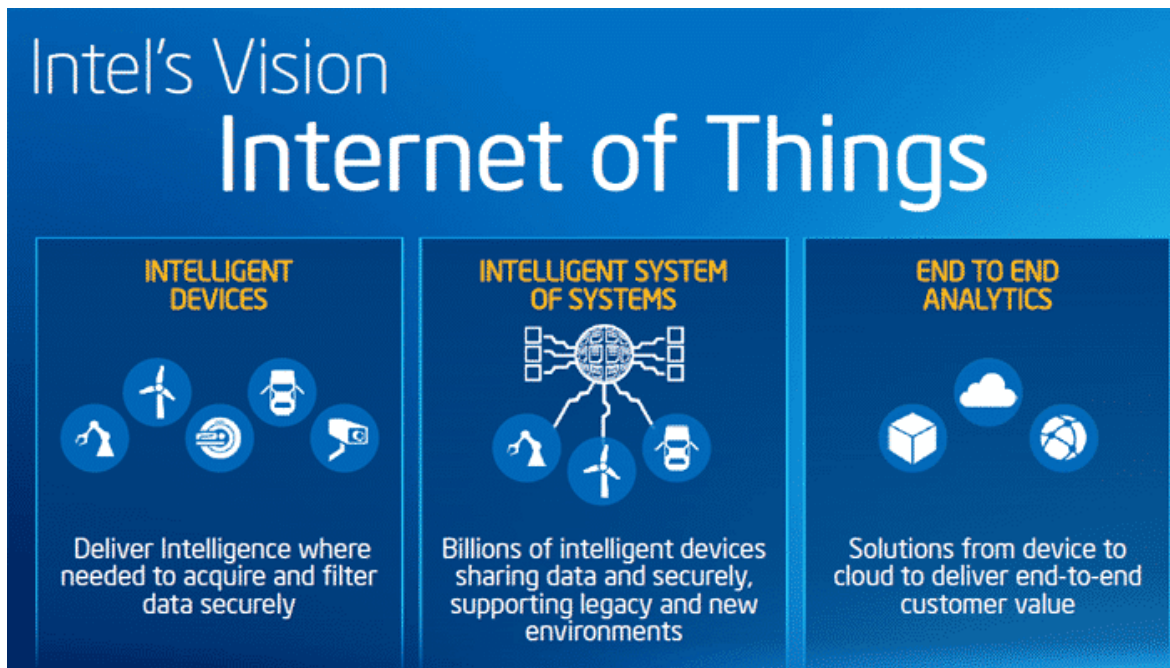 Intel's Vision
Internet of Things
INTELLIGENT
DEVICES
Deliver Intelligence where
needed to acquire and filter
data securely
INTELLIGENT SYSTEM
OF SYSTEMS
Billions of intelligent devices
sharing data and securely,
supporting legacy and new
environments
END TO END
ANALYTICS
Solutions from device to
cloud to deliver end-to-end
customer value